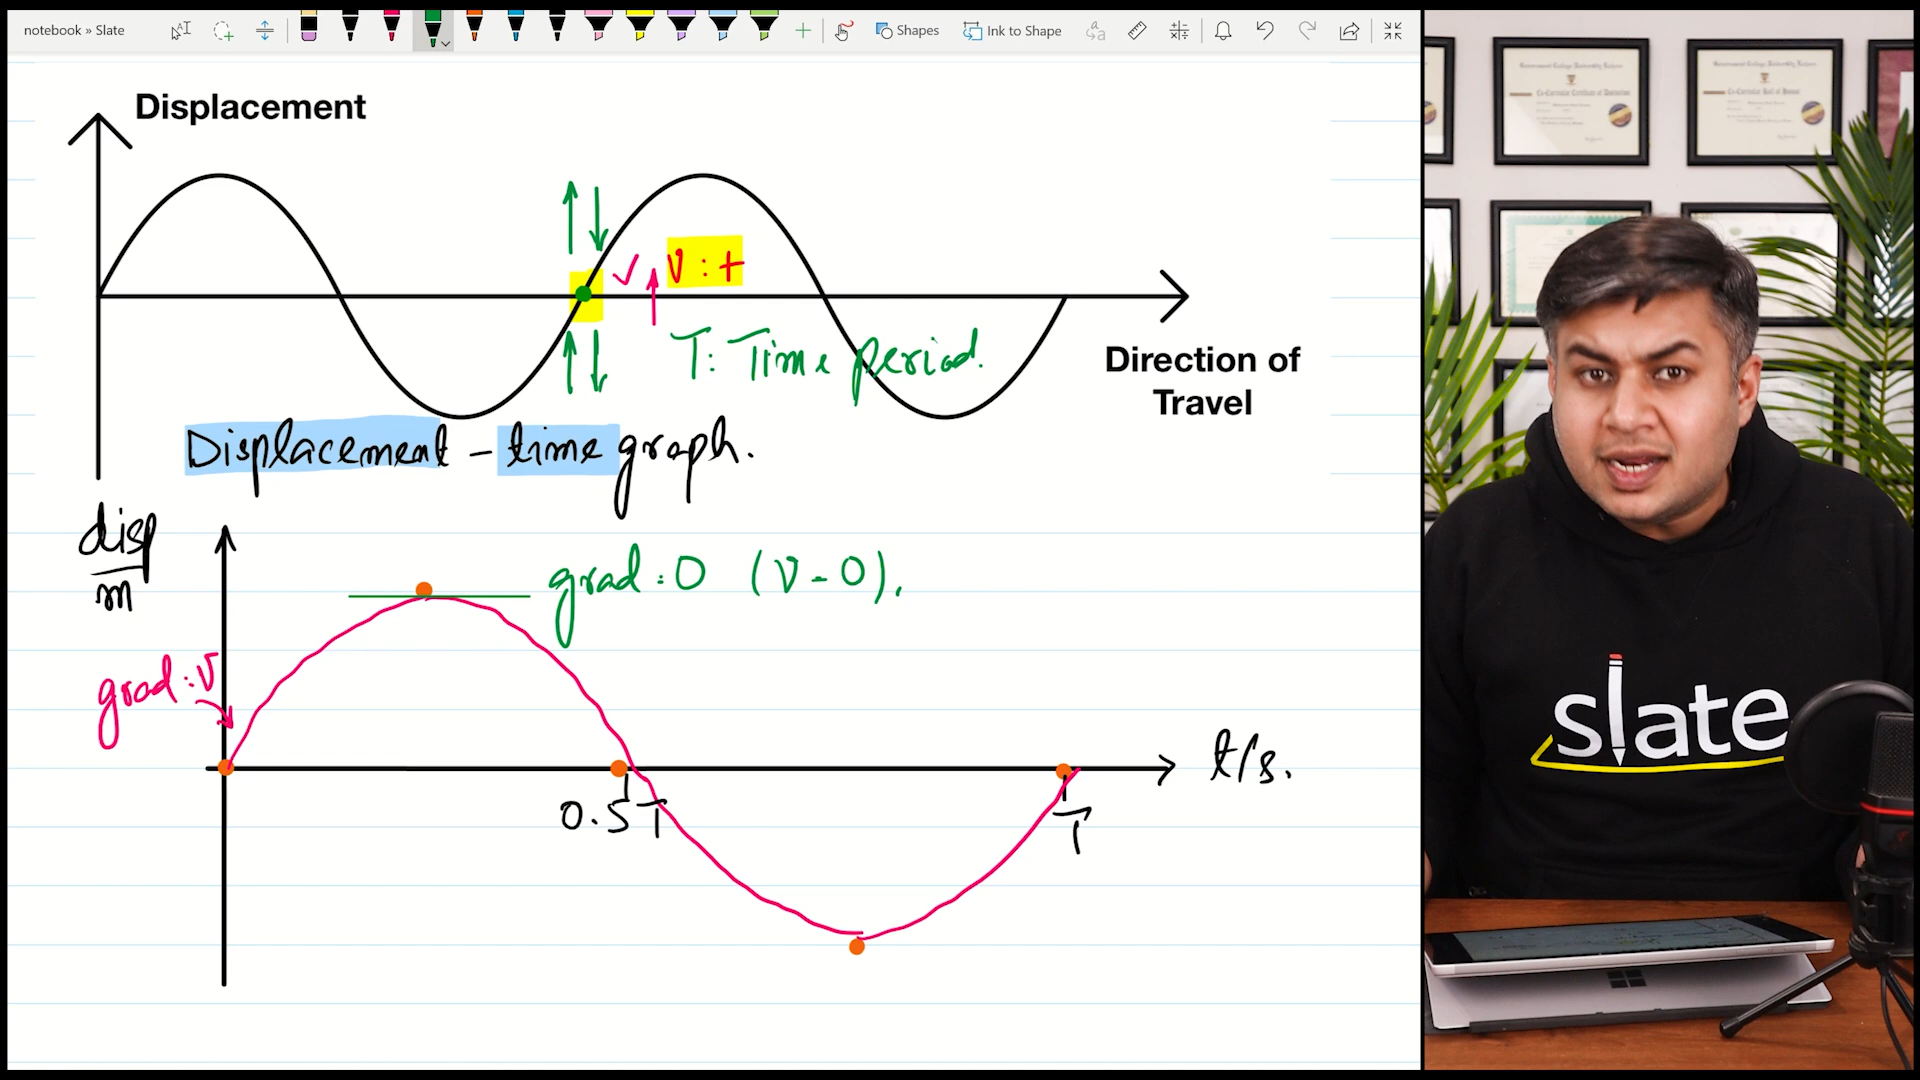 notebook » Slate
Shapes
Ink to Shape
Displacement
V : +
T: Time period.
Direction of
Travel
Displacement - time graph.
disp
m
grad : 0 (V - 0).
grad : V
t/s.
0.5T
T
slate